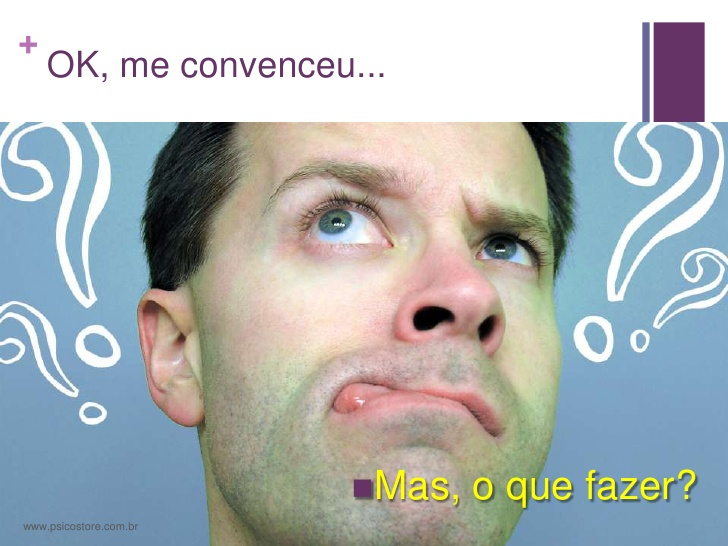 +
OK, me convenceu...
Mas, o que fazer?
www.psicostore.com.br